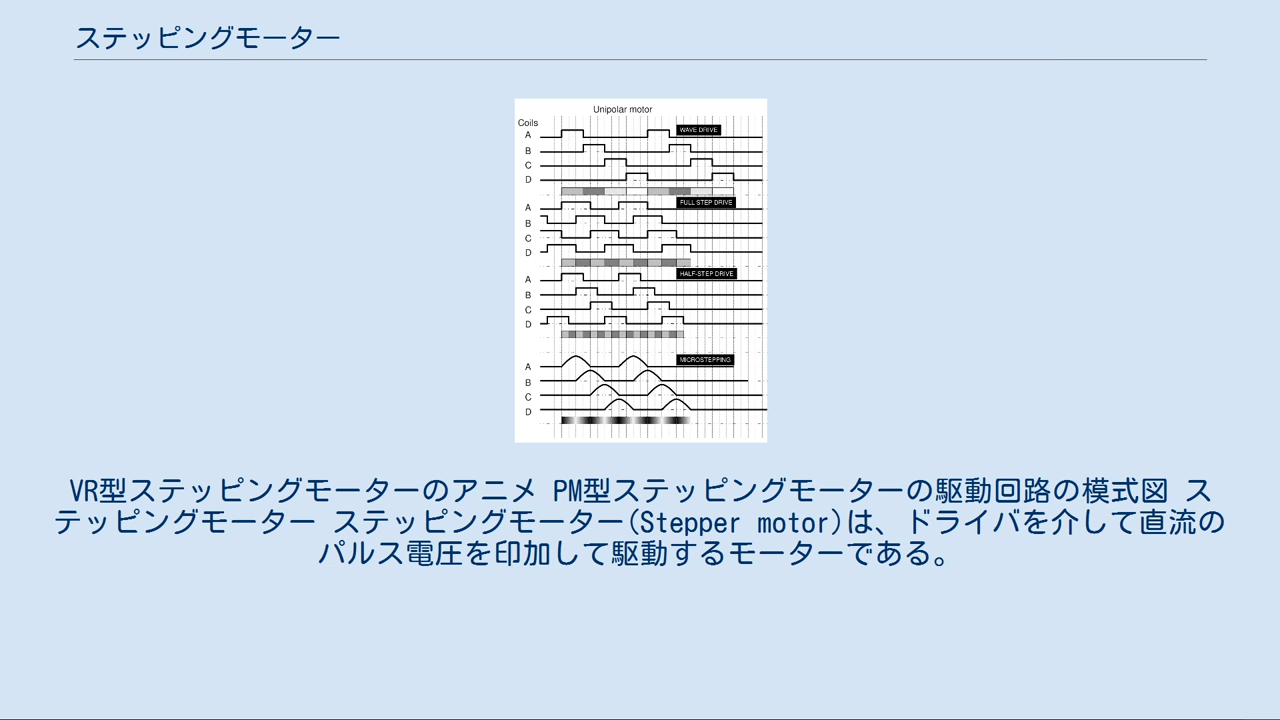 ステッピングモーター
Unipolar motor
Coils
A
WAVE DRIVE
B
C
D
FULL STEP DRIVE
A
B
C
D
HALF-STEP DRIVE
A
B
C
D
MICROSTEPPING
A
B
C
D
VR型ステッピングモーターのアニメ PM型ステッピングモーターの駆動回路の模式図 ス
テッピングモーター ステッピングモーター(Stepper motor)は、ドライバを介して直流の
パルス電圧を印加して駆動するモーターである。